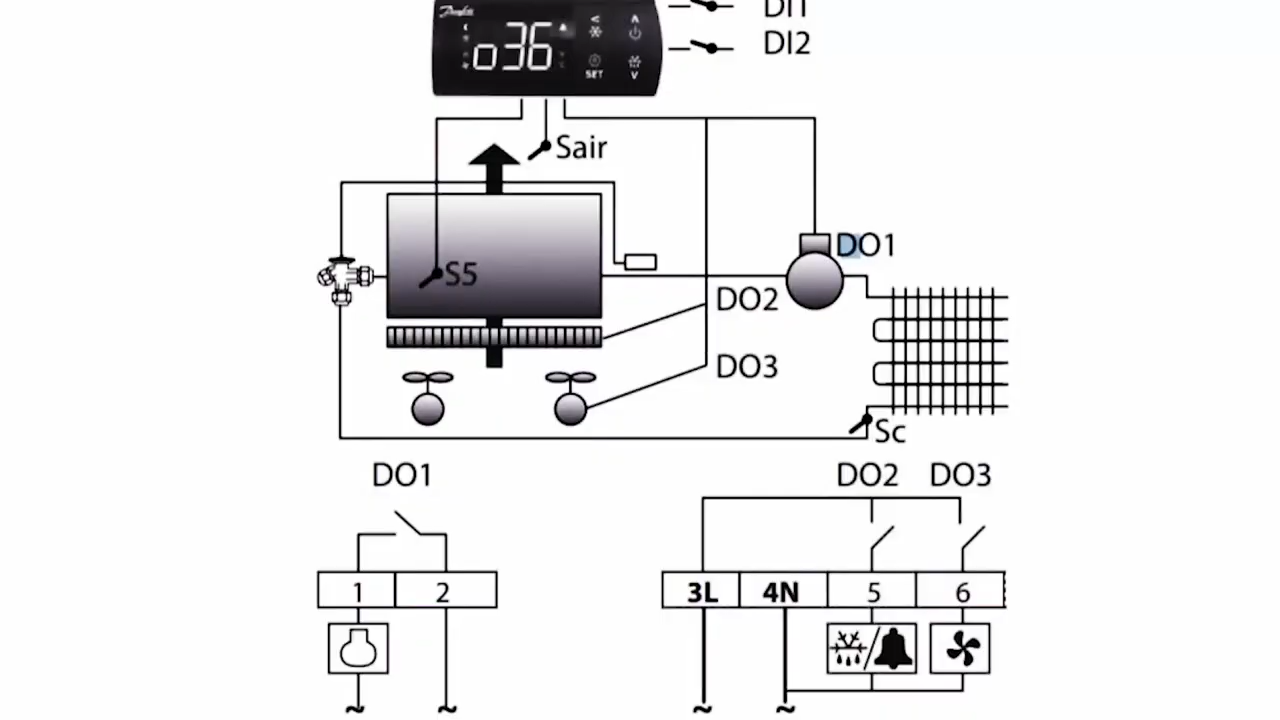 DI1
Danfoss
o36
SET
DI2
Sair
DO1
S5
DO2
DO3
Sc
DO1
DO2 DO3
1 2
3L 4N 5 6